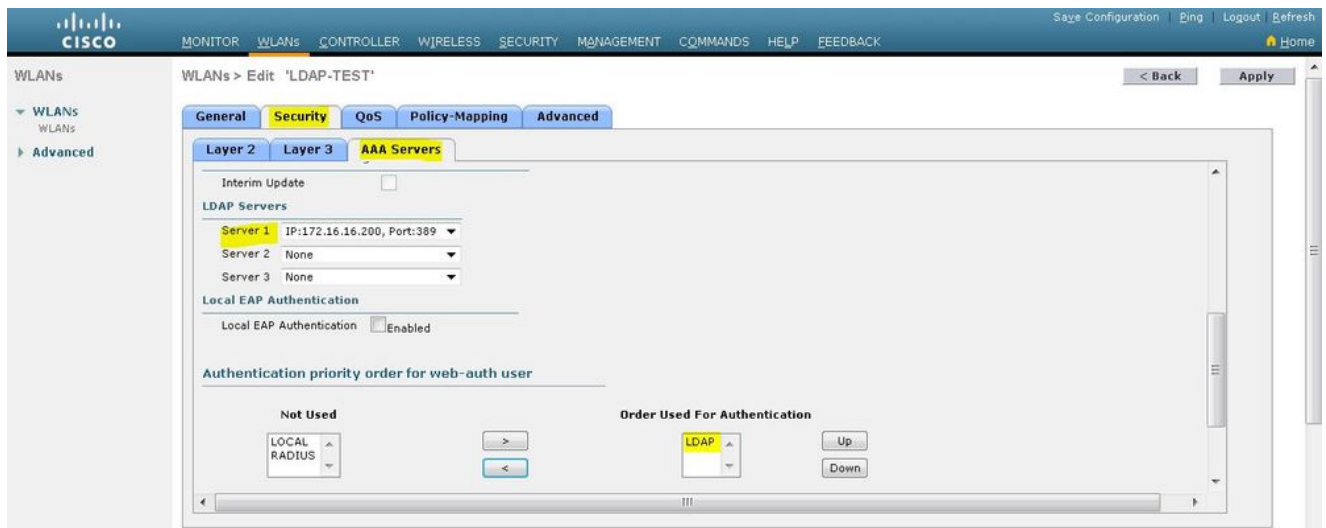 Save Configuration | Ping | Logout | Refresh
CISCO
MONITOR WLANs CONTROLLER WIRELESS SECURITY MANAGEMENT COMMANDS HELP FEEDBACK
Home
WLANs
WLANs > Edit 'LDAP-TEST'
< Back
Apply
WLANs
WLANs
Advanced
General Security QoS Policy-Mapping Advanced
Layer 2 Layer 3 AAA Servers
Interim Update
LDAP Servers
Server 1 IP:172.16.16.200, Port:389
Server 2 None
Server 3 None
Local EAP Authentication
Local EAP Authentication Enabled
Authentication priority order for web-auth user
Not Used
Order Used For Authentication
LOCAL
RADIUS
>
<
LDAP
Up
Down